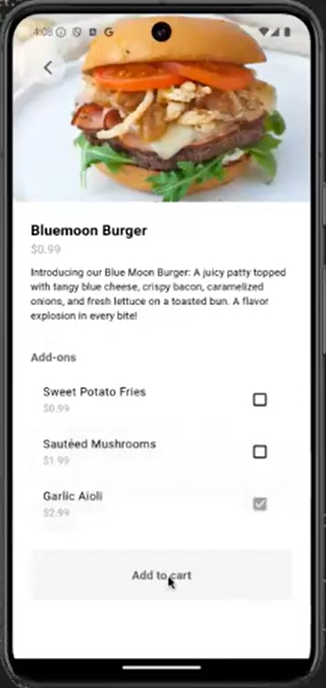 4:08
G
Bluemoon Burger
$0.99
Introducing our Blue Moon Burger: A juicy patty topped
with tangy blue cheese, crispy bacon, caramelized
onions, and fresh lettuce on a toasted bun. A flavor
explosion in every bite!
Add-ons
Sweet Potato Fries
$0.99
Sautéed Mushrooms
$1.99
Garlic Aioli
$2.99
Add to cart